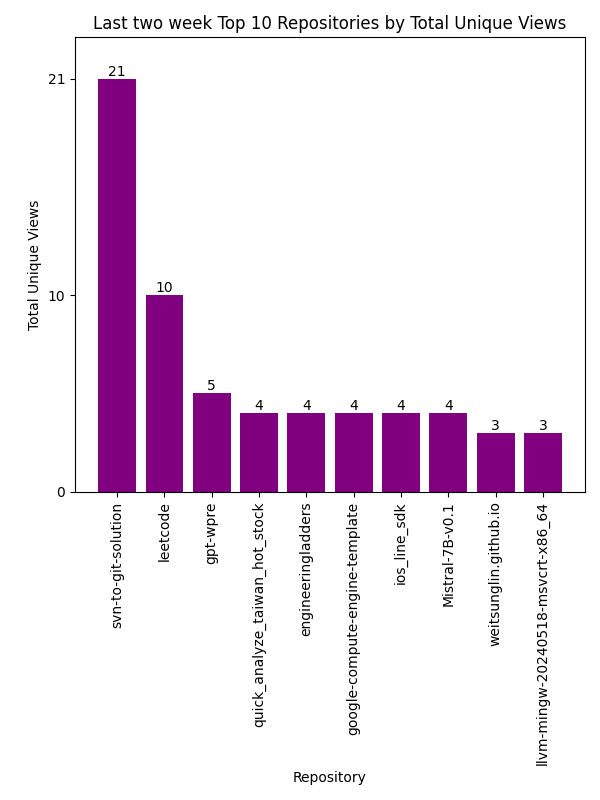 Last two week Top 10 Repositories by Total Unique Views
Total Unique Views
21
10
0
21
10
5
4
4
4
4
4
3
3
svn-to-git-solution
leetcode
gpt-wpre
quick_analyze_taiwan_hot_stock
engineeringladders
google-compute-engine-template
ios_line_sdk
Mistral-7B-v0.1
weitsunglin.github.io
llvm-mingw-20240518-msvcrt-x86_64
Repository